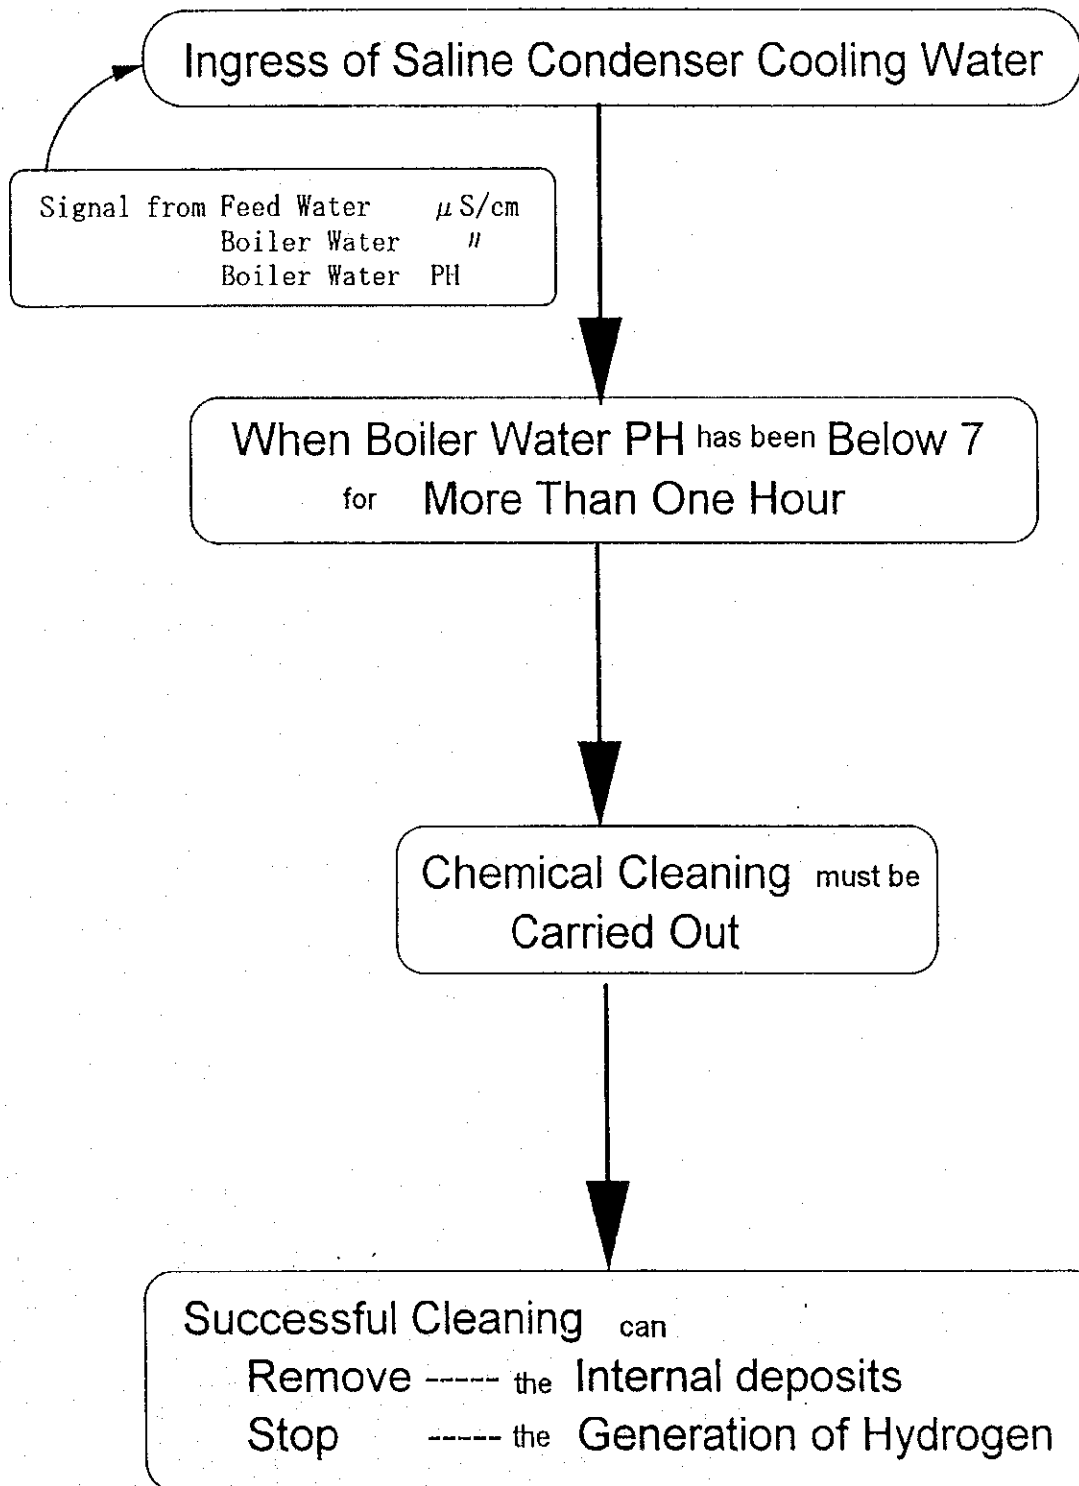 Ingress of Saline Condenser Cooling Water
Signal from Feed Water μS/cm
Boiler Water 〃
Boiler Water PH
When Boiler Water PH has been Below 7
for More Than One Hour
Chemical Cleaning must be
Carried Out
Successful Cleaning can
Remove ----- the Internal deposits
Stop ----- the Generation of Hydrogen